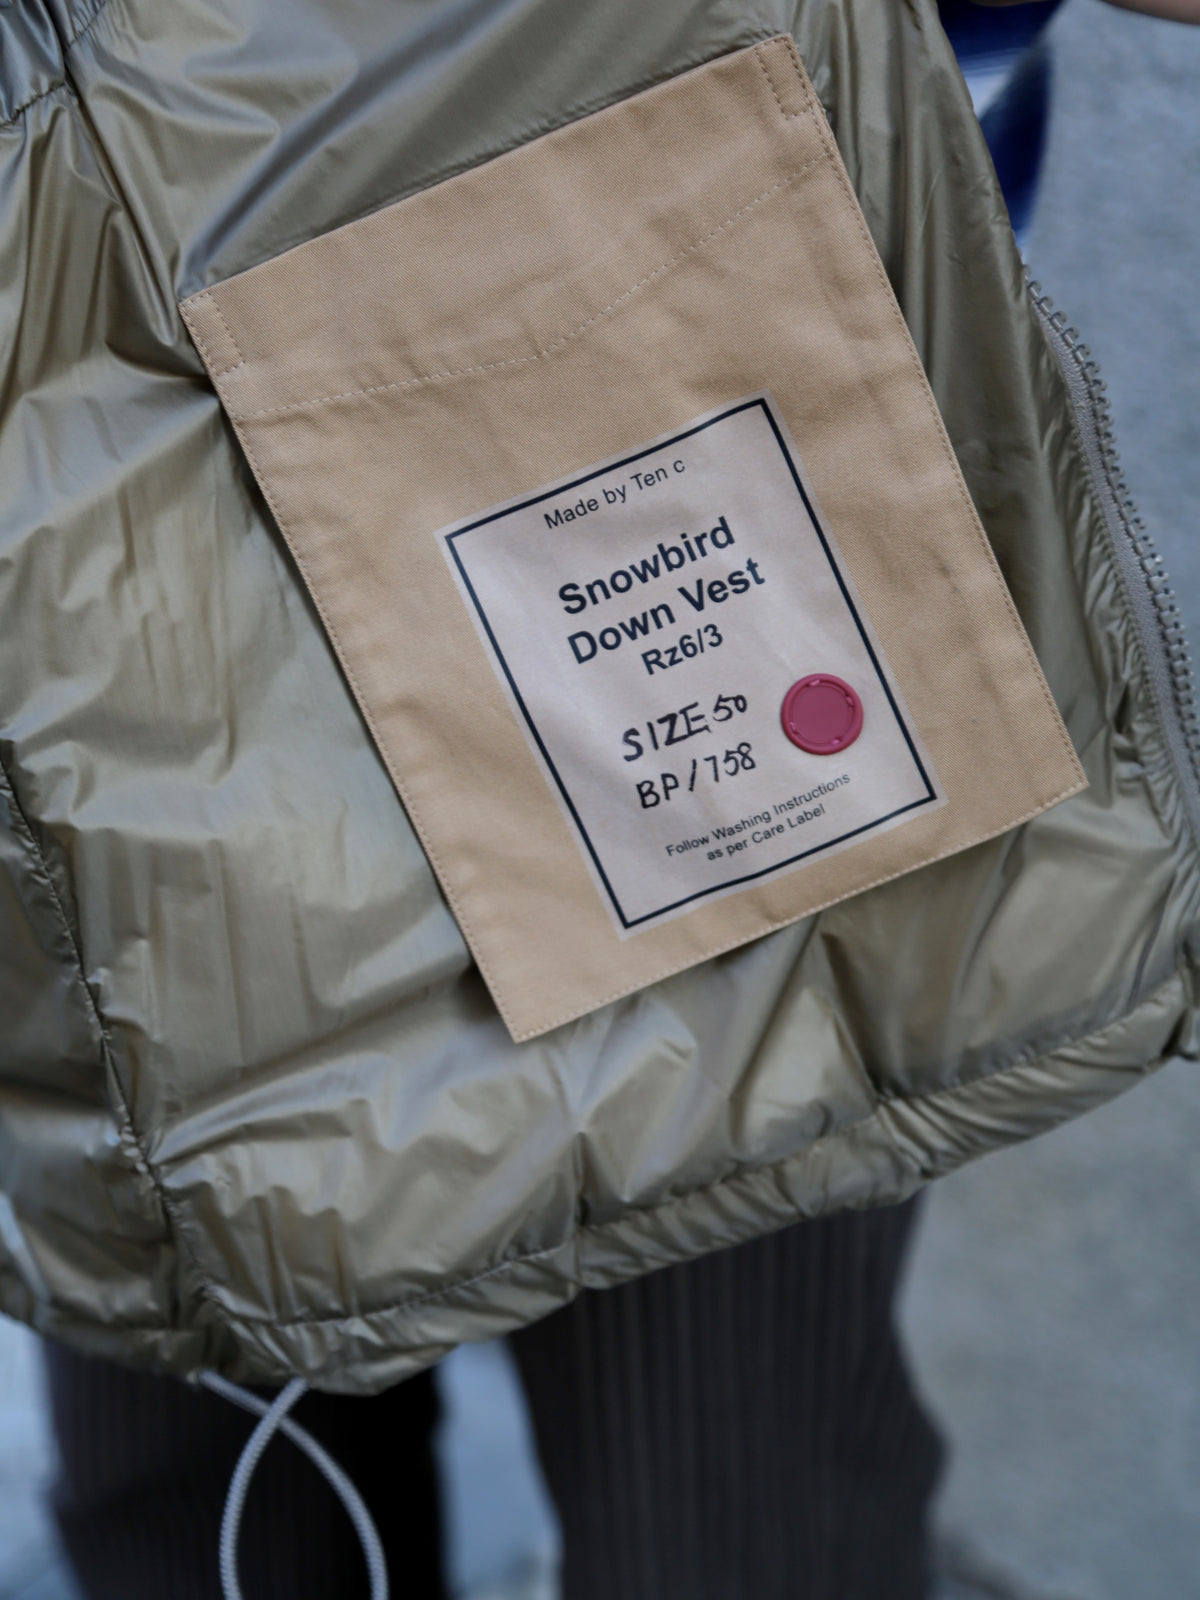 Made by Ten c
Snowbird
Down Vest
Rz6/3
SIZE 50
BP/758
Follow Washing Instructions
as per Care Label